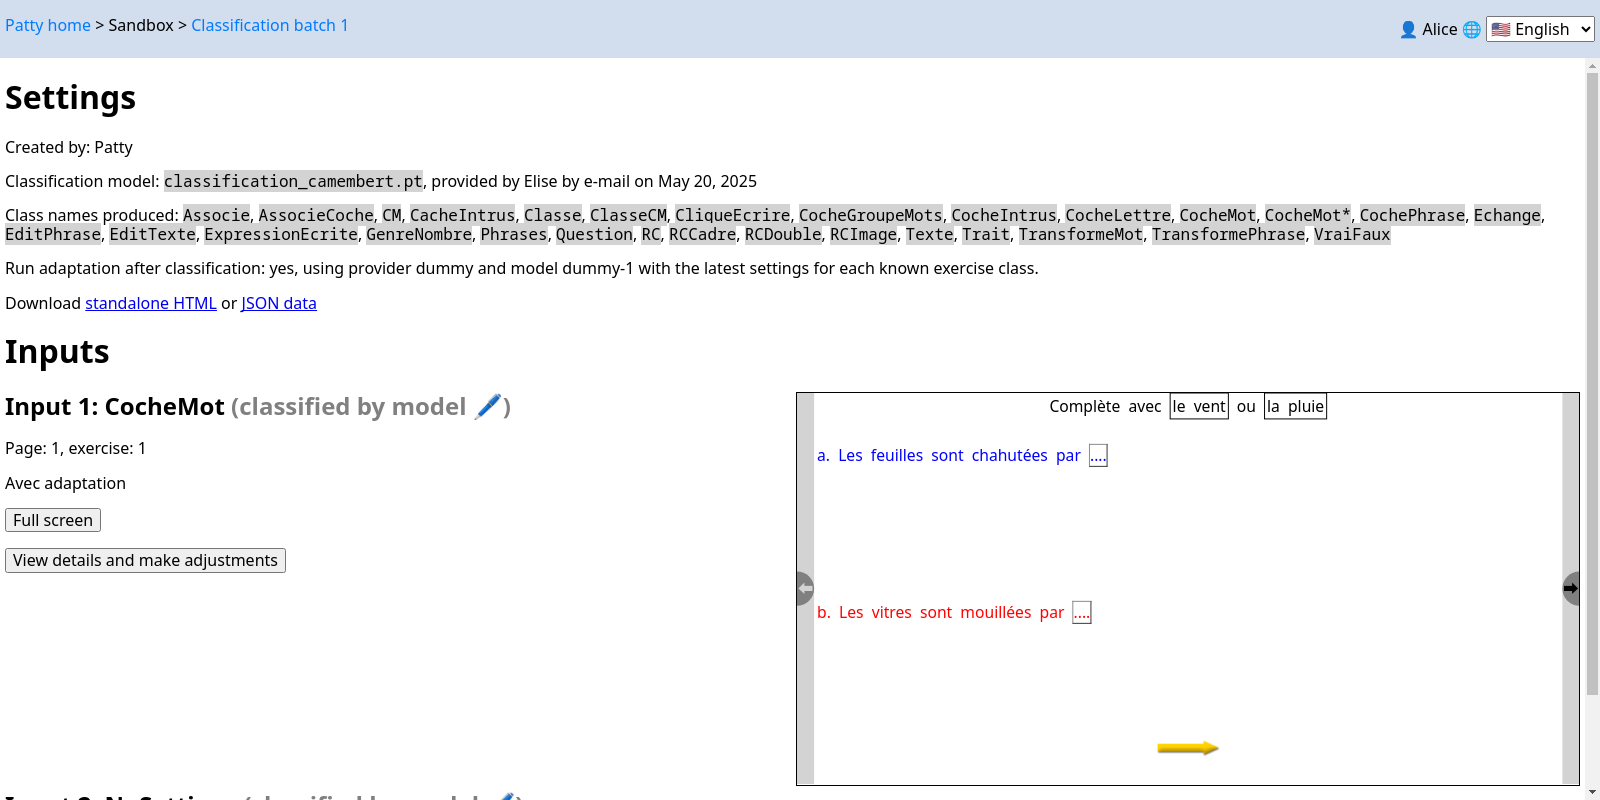 Patty home > Sandbox > Classification batch 1
👤 Alice 🌐 🇺🇸 English
Settings
Created by: Patty
Classification model: classification_camembert.pt, provided by Elise by e-mail on May 20, 2025
Class names produced: Associe, AssocieCoche, CM, CacheIntrus, Classe, ClasseCM, CliqueEcrire, CocheGroupeMots, CocheIntrus, CocheLettre, CocheMot, CocheMot*, CochePhrase, Echange,
EditPhrase, EditTexte, ExpressionEcrite, GenreNombre, Phrases, Question, RC, RCCadre, RCDouble, RCImage, Texte, Trait, TransformeMot, TransformePhrase, VraiFaux
Run adaptation after classification: yes, using provider dummy and model dummy-1 with the latest settings for each known exercise class.
Download standalone HTML or JSON data
Inputs
Input 1: CocheMot (classified by model 🖊️)
Page: 1, exercise: 1
Avec adaptation
Full screen
View details and make adjustments
Complète avec le vent ou la pluie
a. Les feuilles sont chahutées par ....
b. Les vitres sont mouillées par ....